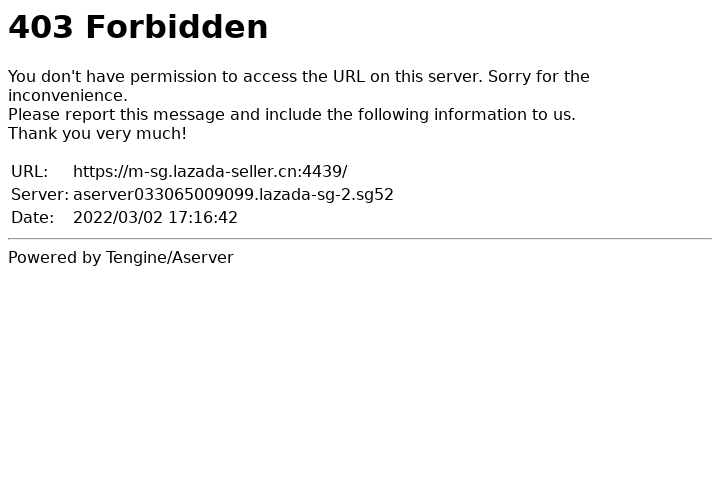 403 Forbidden
You don't have permission to access the URL on this server. Sorry for the
inconvenience.
Please report this message and include the following information to us.
Thank you very much!
URL: https://m-sg.lazada-seller.cn:4439/
Server: aserver033065009099.lazada-sg-2.sg52
Date: 2022/03/02 17:16:42
Powered by Tengine/Aserver